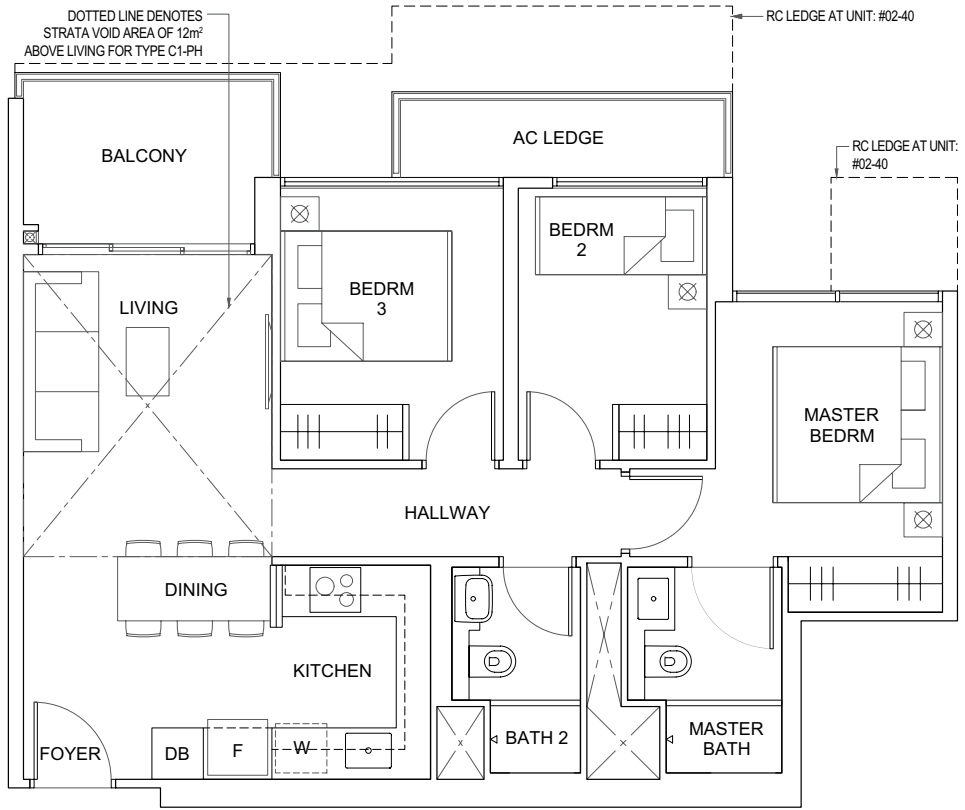 DOTTED LINE DENOTES
STRATA VOID AREA OF 12m²
ABOVE LIVING FOR TYPE C1-PH
RC LEDGE AT UNIT: #02-40
BALCONY
AC LEDGE
RC LEDGE AT UNIT:
#02-40
BEDRM
2
BEDRM
3
LIVING
MASTER
BEDRM
HALLWAY
DINING
KITCHEN
FOYER
DB
F
W
BATH 2
MASTER
BATH